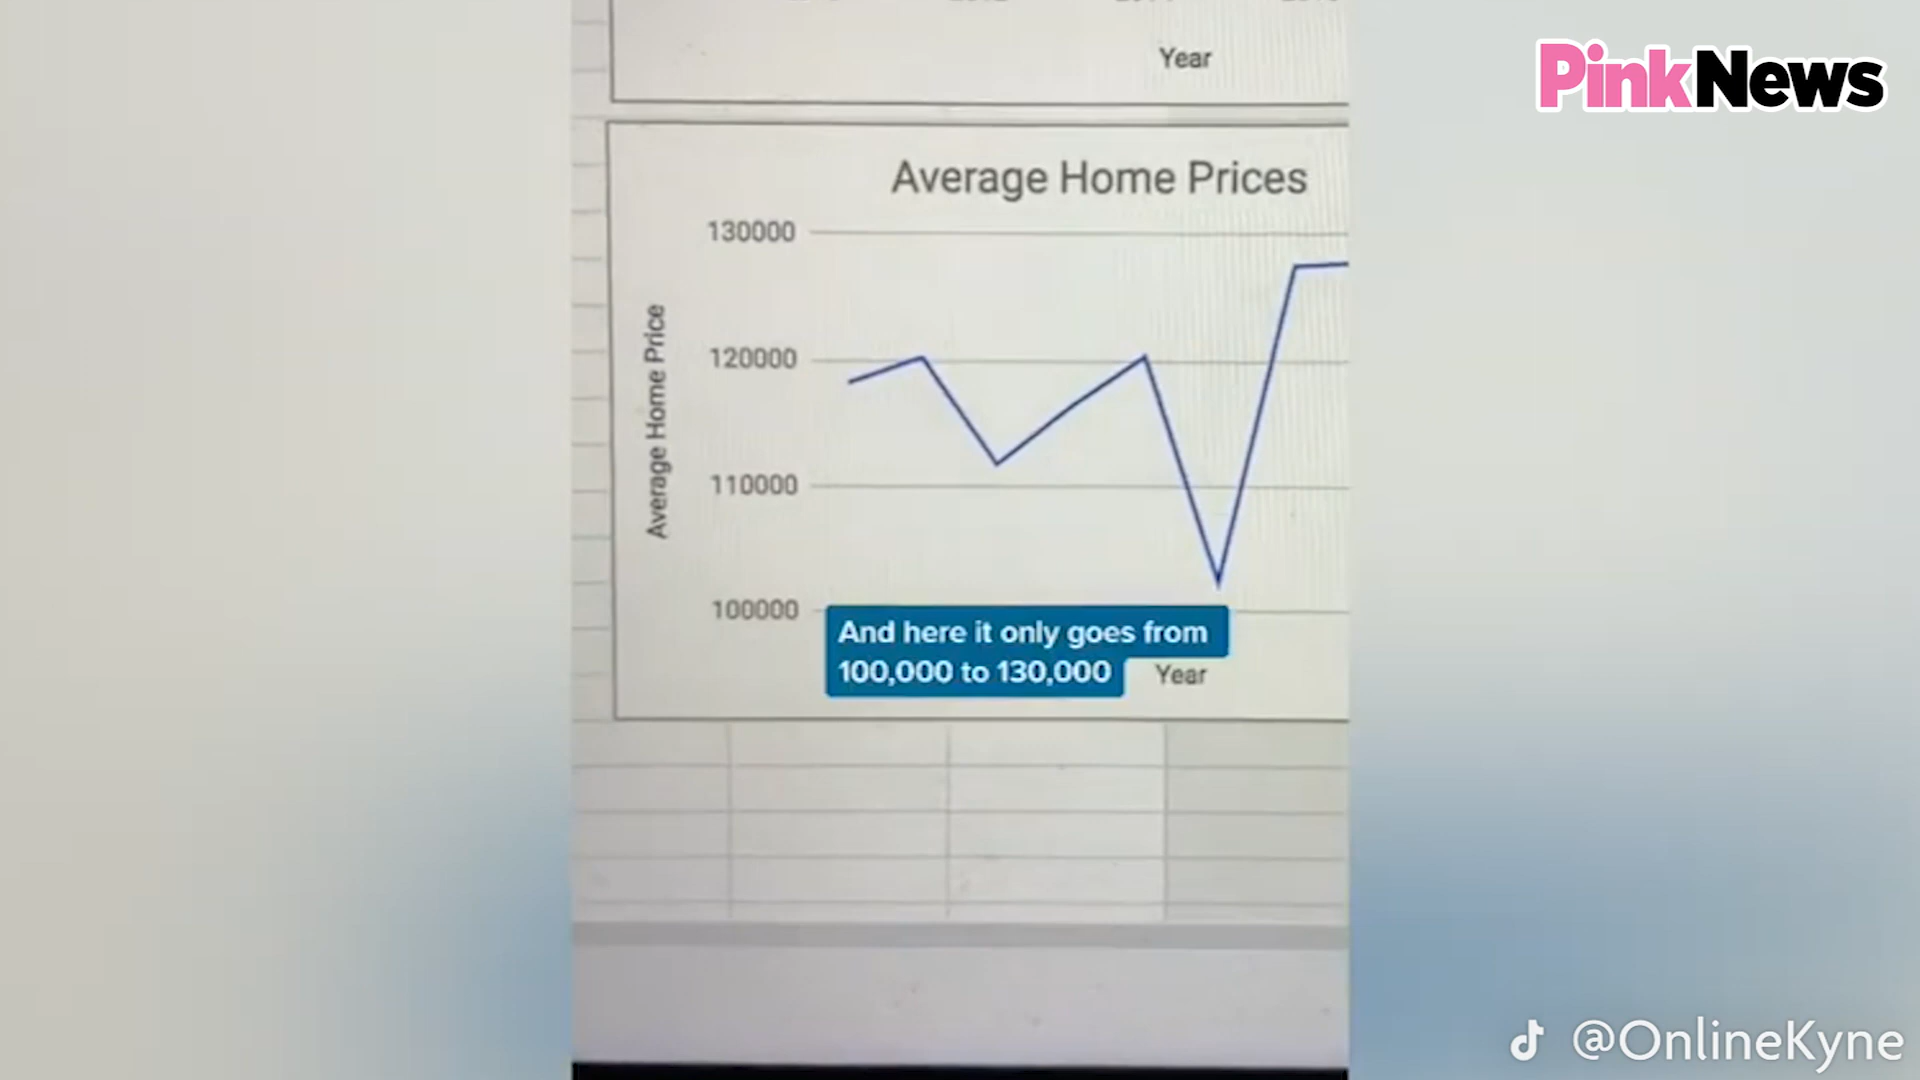 Year
PinkNews
Average Home Prices
130000
120000
110000
100000
Average Home Price
And here it only goes from
100,000 to 130,000
Year
@OnlineKyne